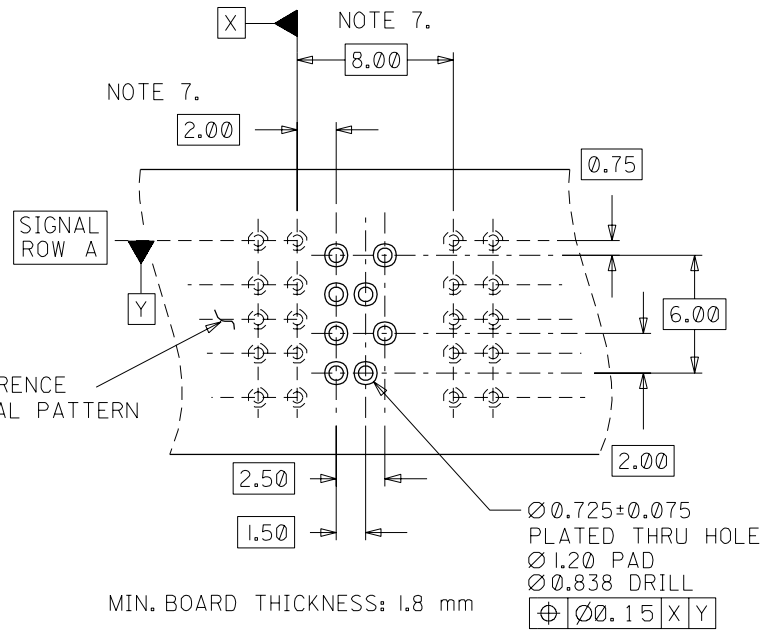 X
NOTE 7.
8.00
NOTE 7.
2.00
0.75
SIGNAL
ROW A
Y
6.00
RENCE
AL PATTERN
2.00
2.50
1.50
Ø0.725±0.075
PLATED THRU HOLE
Ø1.20 PAD
Ø0.838 DRILL
⌖ Ø0.15 X Y
MIN. BOARD THICKNESS: 1.8 mm